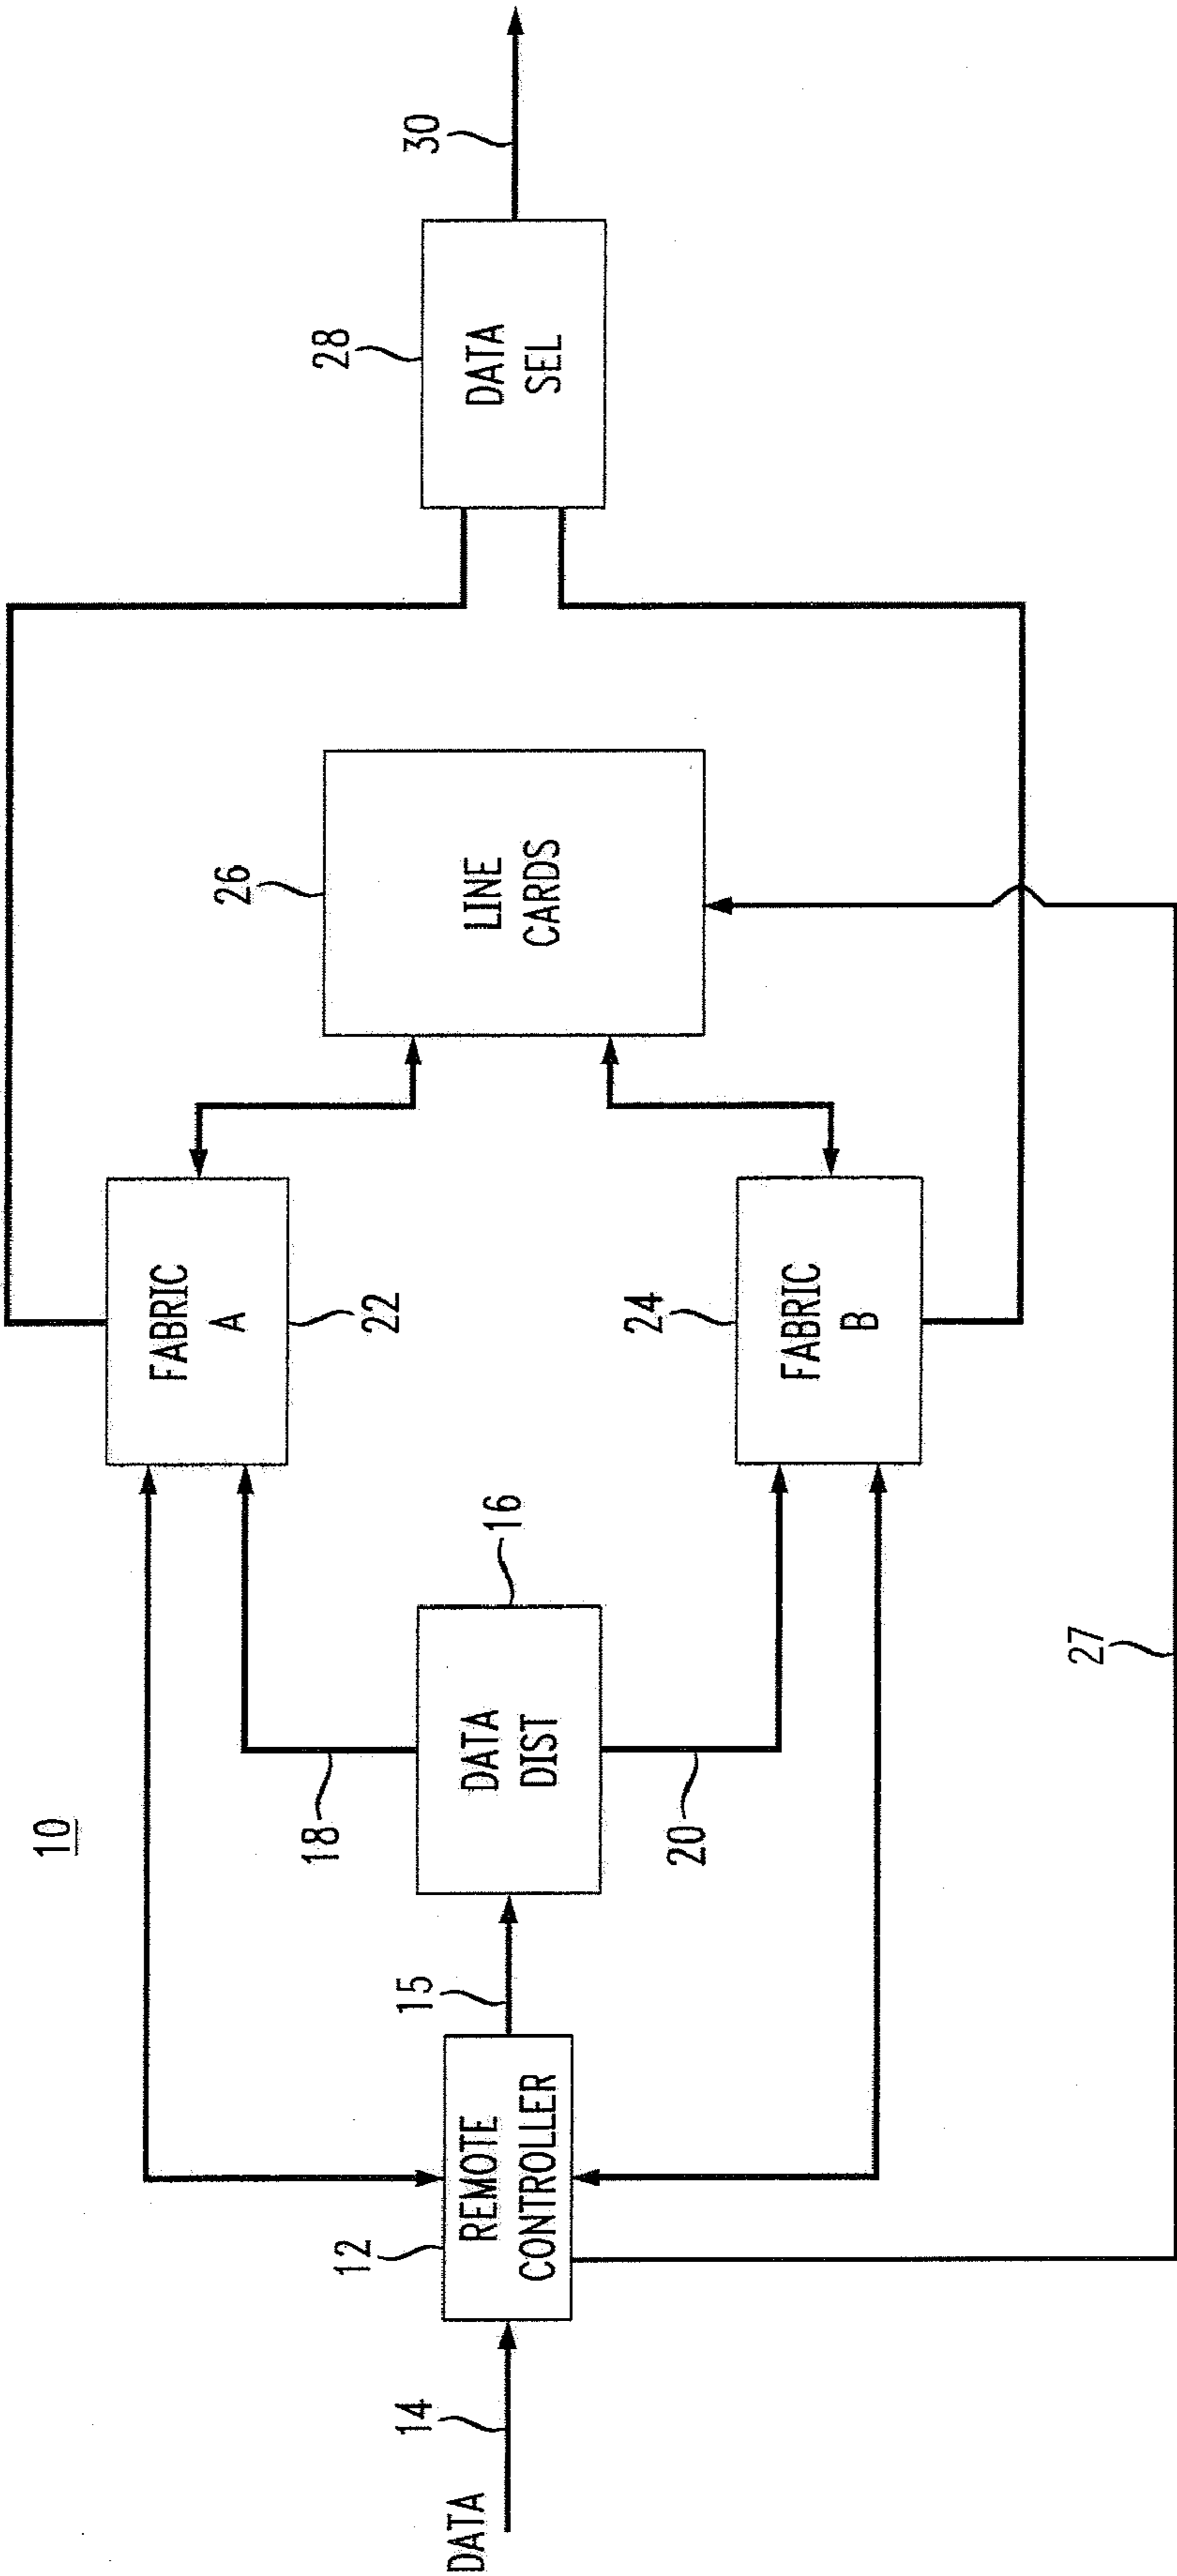 10
DATA
14
12
REMOTE
CONTROLLER
15
DATA
DIST
16
18
20
FABRIC
A
22
24
FABRIC
B
26
LINE
CARDS
27
28
DATA
SEL
30